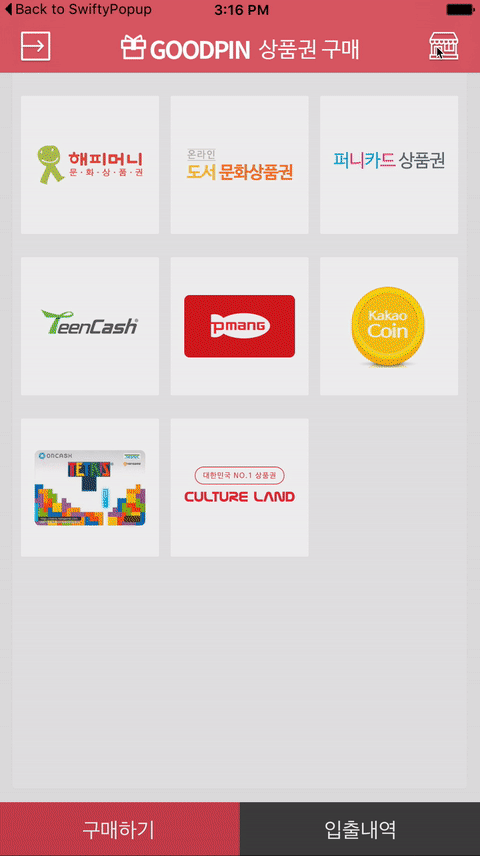 Back to SwiftyPopup
3:16 PM
GOODPIN 상품권 구매
해피머니
문·화·상·품·권
온라인
도서 문화상품권
퍼니카드 상품권
TeenCash
pmang
Kakao
Coin
ONCASH
TETRIS
대한민국 NO.1 상품권
CULTURE LAND
구매하기
입출내역